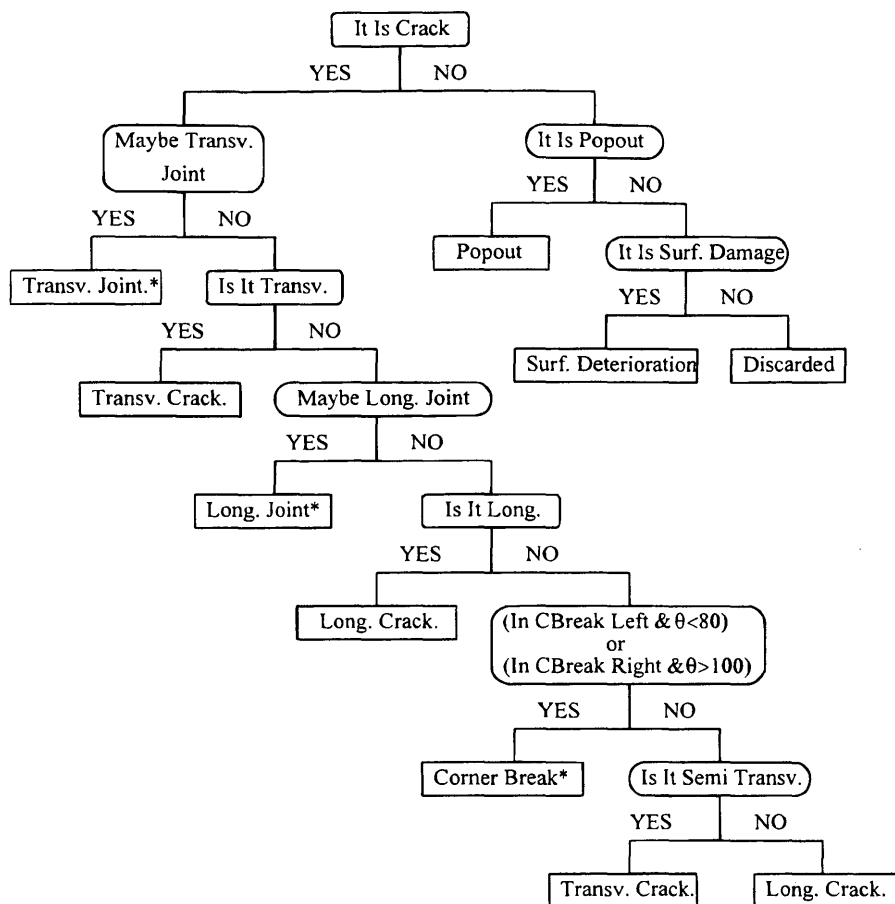 It Is Crack
YES NO
Maybe Transv.
Joint
It Is Popout
YES NO
YES NO
Transv. Joint.*
Is It Transv.
Popout
It Is Surf. Damage
YES NO
YES NO
Transv. Crack.
Maybe Long. Joint
Surf. Deterioration
Discarded
YES NO
Long. Joint*
Is It Long.
YES NO
Long. Crack.
(In CBreak Left & θ<80)
or
(In CBreak Right &θ>100)
YES NO
Corner Break*
Is It Semi Transv.
YES NO
Transv. Crack.
Long. Crack.